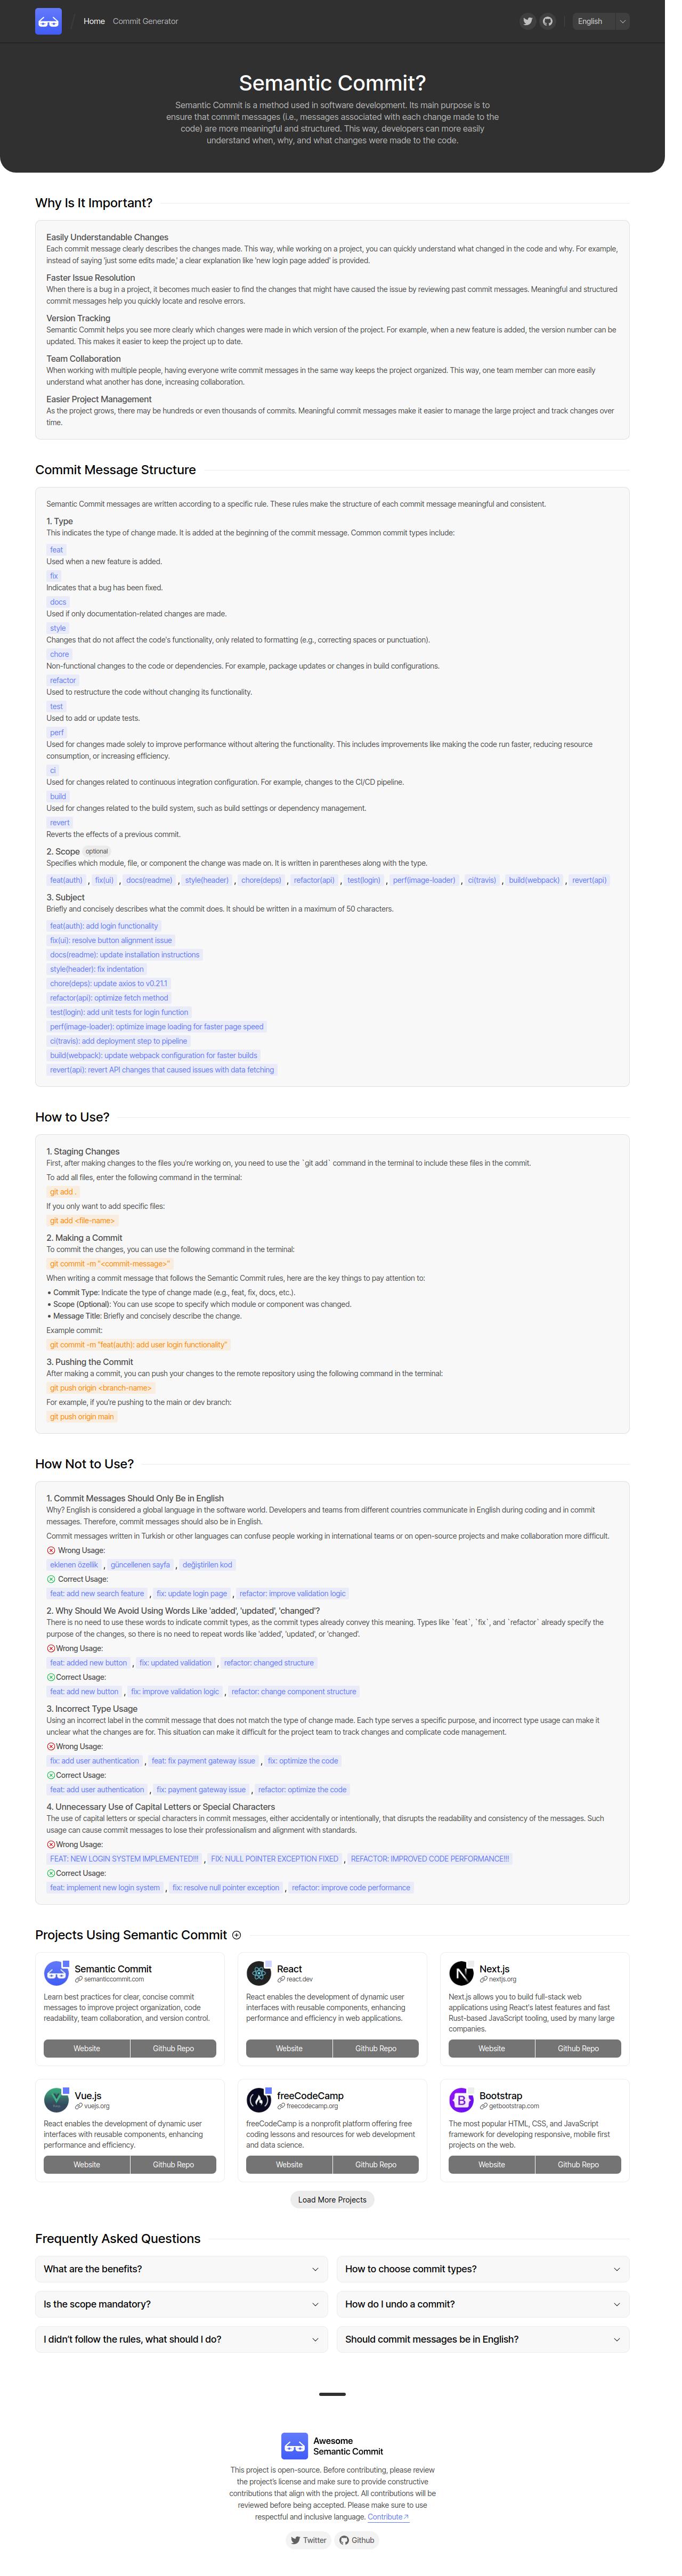 Home Commit Generator English
Semantic Commit?
Semantic Commit is a method used in software development. Its main purpose is to
ensure that commit messages (i.e., messages associated with each change made to the
code) are more meaningful and structured. This way, developers can more easily
understand when, why, and what changes were made to the code.
Why Is It Important?
Easily Understandable Changes
Each commit message clearly describes the changes made. This way, while working on a project, you can quickly understand what changed in the code and why. For example,
instead of saying 'just some edits made,' a clear explanation like 'new login page added' is provided.
Faster Issue Resolution
When there is a bug in a project, it becomes much easier to find the changes that might have caused the issue by reviewing past commit messages. Meaningful and structured
commit messages help you quickly locate and resolve errors.
Version Tracking
Semantic Commit helps you see more clearly which changes were made in which version of the project. For example, when a new feature is added, the version number can be
updated. This makes it easier to keep the project up to date.
Team Collaboration
When working with multiple people, having everyone write commit messages in the same way keeps the project organized. This way, one team member can more easily
understand what another has done, increasing collaboration.
Easier Project Management
As the project grows, there may be hundreds or even thousands of commits. Meaningful commit messages make it easier to manage the large project and track changes over
time.
Commit Message Structure
Semantic Commit messages are written according to a specific rule. These rules make the structure of each commit message meaningful and consistent.
1. Type
This indicates the type of change made. It is added at the beginning of the commit message. Common commit types include:
feat
Used when a new feature is added.
fix
Indicates that a bug has been fixed.
docs
Used if only documentation-related changes are made.
style
Changes that do not affect the code's functionality, only related to formatting (e.g., correcting spaces or punctuation).
chore
Non-functional changes to the code or dependencies. For example, package updates or changes in build configurations.
refactor
Used to restructure the code without changing its functionality.
test
Used to add or update tests.
perf
Used for changes made solely to improve performance without altering the functionality. This includes improvements like making the code run faster, reducing resource
consumption, or increasing efficiency.
ci
Used for changes related to continuous integration configuration. For example, changes to the CI/CD pipeline.
build
Used for changes related to the build system, such as build settings or dependency management.
revert
Reverts the effects of a previous commit.
2. Scope optional
Specifies which module, file, or component the change was made on. It is written in parentheses along with the type.
feat(auth) , fix(ui) , docs(readme) , style(header) , chore(deps) , refactor(api) , test(login) , perf(image-loader) , ci(travis) , build(webpack) , revert(api)
3. Subject
Briefly and concisely describes what the commit does. It should be written in a maximum of 50 characters.
feat(auth): add login functionality
fix(ui): resolve button alignment issue
docs(readme): update installation instructions
style(header): fix indentation
chore(deps): update axios to v0.21.1
refactor(api): optimize fetch method
test(login): add unit tests for login function
perf(image-loader): optimize image loading for faster page speed
ci(travis): add deployment step to pipeline
build(webpack): update webpack configuration for faster builds
revert(api): revert API changes that caused issues with data fetching
How to Use?
1. Staging Changes
First, after making changes to the files you're working on, you need to use the `git add` command in the terminal to include these files in the commit.
To add all files, enter the following command in the terminal:
git add .
If you only want to add specific files:
git add <file-name>
2. Making a Commit
To commit the changes, you can use the following command in the terminal:
git commit -m "<commit-message>"
When writing a commit message that follows the Semantic Commit rules, here are the key things to pay attention to:
• Commit Type: Indicate the type of change made (e.g., feat, fix, docs, etc.).
• Scope (Optional): You can use scope to specify which module or component was changed.
• Message Title: Briefly and concisely describe the change.
Example commit:
git commit -m "feat(auth): add user login functionality"
3. Pushing the Commit
After making a commit, you can push your changes to the remote repository using the following command in the terminal:
git push origin <branch-name>
For example, if you're pushing to the main or dev branch:
git push origin main
How Not to Use?
1. Commit Messages Should Only Be in English
Why? English is considered a global language in the software world. Developers and teams from different countries communicate in English during coding and in commit
messages. Therefore, commit messages should also be in English.
Commit messages written in Turkish or other languages can confuse people working in international teams or on open-source projects and make collaboration more difficult.
Wrong Usage:
eklenen özellik , güncellenen sayfa , değiştirilen kod
Correct Usage:
feat: add new search feature , fix: update login page , refactor: improve validation logic
2. Why Should We Avoid Using Words Like 'added', 'updated', 'changed'?
There is no need to use these words to indicate commit types, as the commit types already convey this meaning. Types like `feat`, `fix`, and `refactor` already specify the
purpose of the changes, so there is no need to repeat words like 'added', 'updated', or 'changed'.
Wrong Usage:
feat: added new button , fix: updated validation , refactor: changed structure
Correct Usage:
feat: add new button , fix: improve validation logic , refactor: change component structure
3. Incorrect Type Usage
Using an incorrect label in the commit message that does not match the type of change made. Each type serves a specific purpose, and incorrect type usage can make it
unclear what the changes are for. This situation can make it difficult for the project team to track changes and complicate code management.
Wrong Usage:
fix: add user authentication , feat: fix payment gateway issue , fix: optimize the code
Correct Usage:
feat: add user authentication , fix: payment gateway issue , refactor: optimize the code
4. Unnecessary Use of Capital Letters or Special Characters
The use of capital letters or special characters in commit messages, either accidentally or intentionally, that disrupts the readability and consistency of the messages. Such
usage can cause commit messages to lose their professionalism and alignment with standards.
Wrong Usage:
FEAT: NEW LOGIN SYSTEM IMPLEMENTED!!! , FIX: NULL POINTER EXCEPTION FIXED , REFACTOR: IMPROVED CODE PERFORMANCE!!!
Correct Usage:
feat: implement new login system , fix: resolve null pointer exception , refactor: improve code performance
Projects Using Semantic Commit
Semantic Commit
semanticcommit.com
Learn best practices for clear, concise commit
messages to improve project organization, code
readability, team collaboration, and version control.
Website Github Repo
React
react.dev
React enables the development of dynamic user
interfaces with reusable components, enhancing
performance and efficiency in web applications.
Website Github Repo
Next.js
nextjs.org
Next.js allows you to build full-stack web
applications using React's latest features and fast
Rust-based JavaScript tooling, used by many large
companies.
Website Github Repo
Vue.js
vuejs.org
React enables the development of dynamic user
interfaces with reusable components, enhancing
performance and efficiency.
Website Github Repo
freeCodeCamp
freecodecamp.org
freeCodeCamp is a nonprofit platform offering free
coding lessons and resources for web development
and data science.
Website Github Repo
Bootstrap
getbootstrap.com
The most popular HTML, CSS, and JavaScript
framework for developing responsive, mobile first
projects on the web.
Website Github Repo
Load More Projects
Frequently Asked Questions
What are the benefits? How to choose commit types?
Is the scope mandatory? How do I undo a commit?
I didn't follow the rules, what should I do? Should commit messages be in English?
Awesome
Semantic Commit
This project is open-source. Before contributing, please review
the project's license and make sure to provide constructive
contributions that align with the project. All contributions will be
reviewed before being accepted. Please make sure to use
respectful and inclusive language. Contribute
Twitter Github